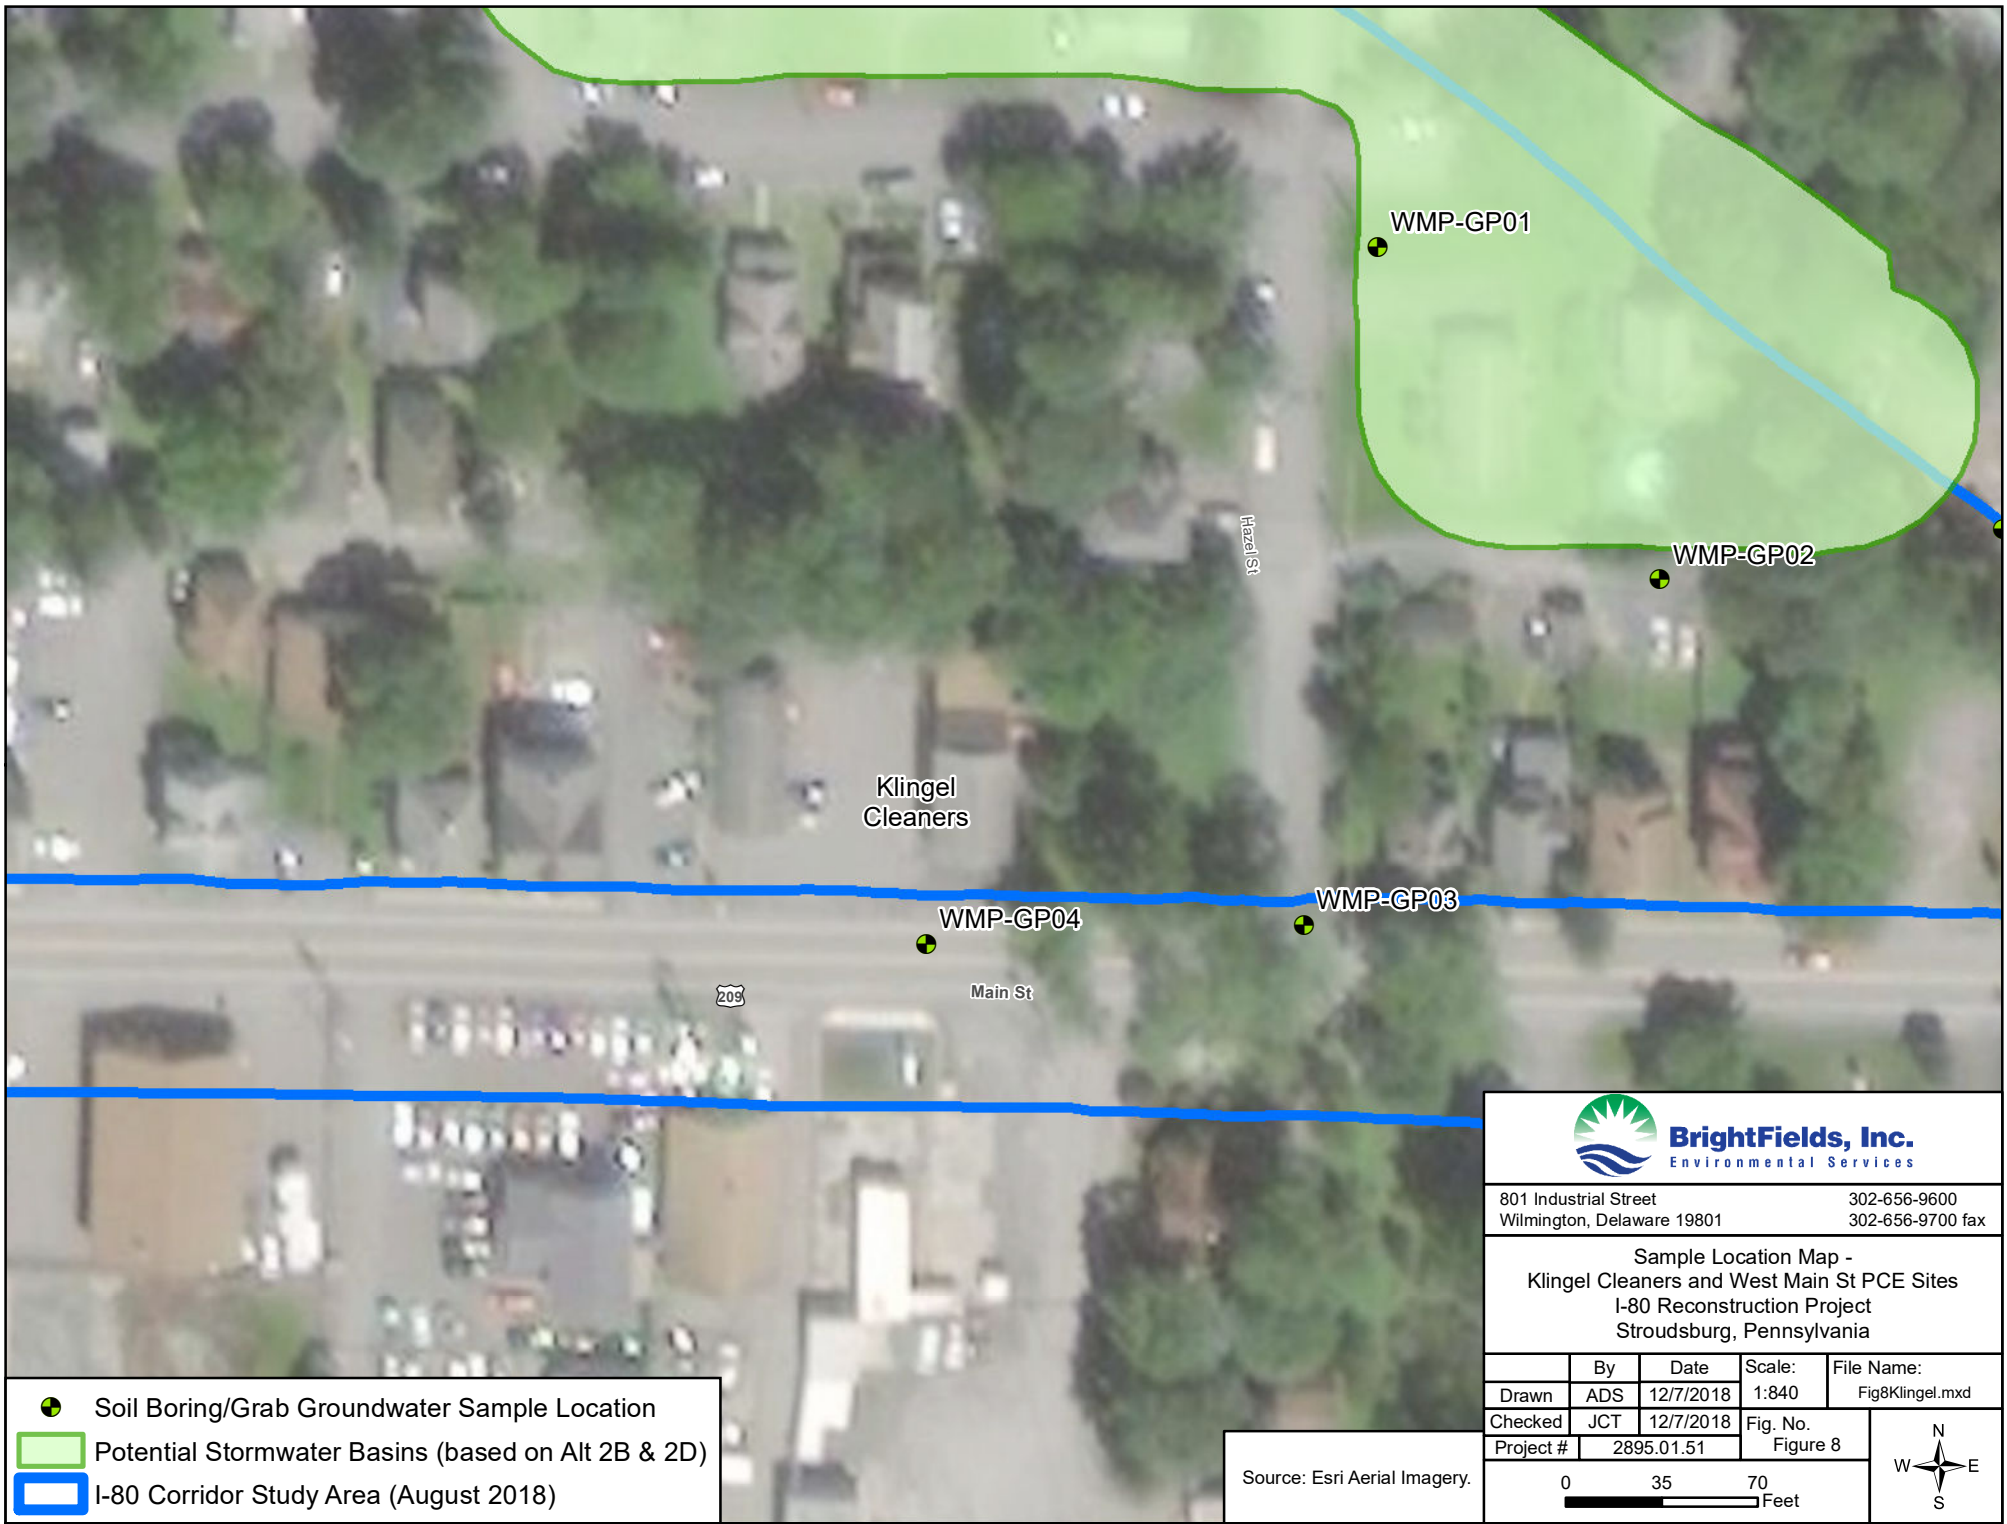 WMP-GP01
WMP-GP02
Hazel St
Klingel
Cleaners
WMP-GP03
WMP-GP04
209
Main St
BrightFields, Inc.
Environmental Services
801 Industrial Street 302-656-9600
Wilmington, Delaware 19801 302-656-9700 fax
Sample Location Map -
Klingel Cleaners and West Main St PCE Sites
I-80 Reconstruction Project
Stroudsburg, Pennsylvania
By Date Scale: File Name:
Drawn ADS 12/7/2018 1:840 Fig8Klingel.mxd
Checked JCT 12/7/2018 Fig. No.
Project # 2895.01.51 Figure 8
0 35 70
Feet
N
W E
S
Source: Esri Aerial Imagery.
Soil Boring/Grab Groundwater Sample Location
Potential Stormwater Basins (based on Alt 2B & 2D)
I-80 Corridor Study Area (August 2018)